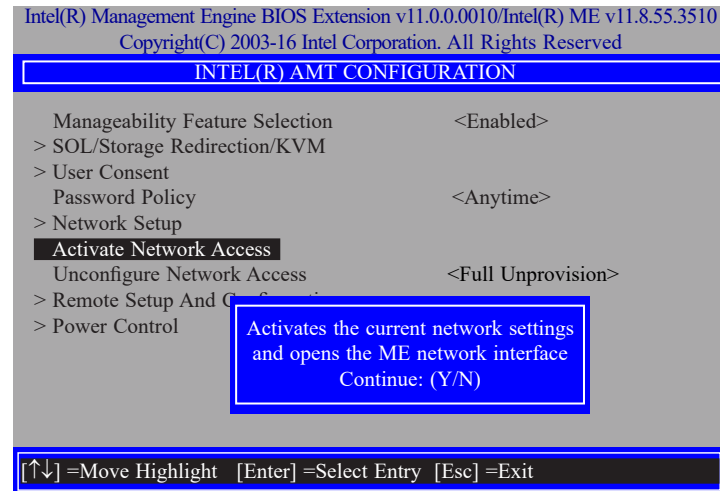 Intel(R) Management Engine BIOS Extension v11.0.0.0010/Intel(R) ME v11.8.55.3510
Copyright(C) 2003-16 Intel Corporation. All Rights Reserved
INTEL(R) AMT CONFIGURATION
Manageability Feature Selection <Enabled>
> SOL/Storage Redirection/KVM
> User Consent
Password Policy <Anytime>
> Network Setup
Activate Network Access
Unconfigure Network Access <Full Unprovision>
> Remote Setup And
> Power Control
Activates the current network settings
and opens the ME network interface
Continue: (Y/N)
[↑↓] =Move Highlight [Enter] =Select Entry [Esc] =Exit